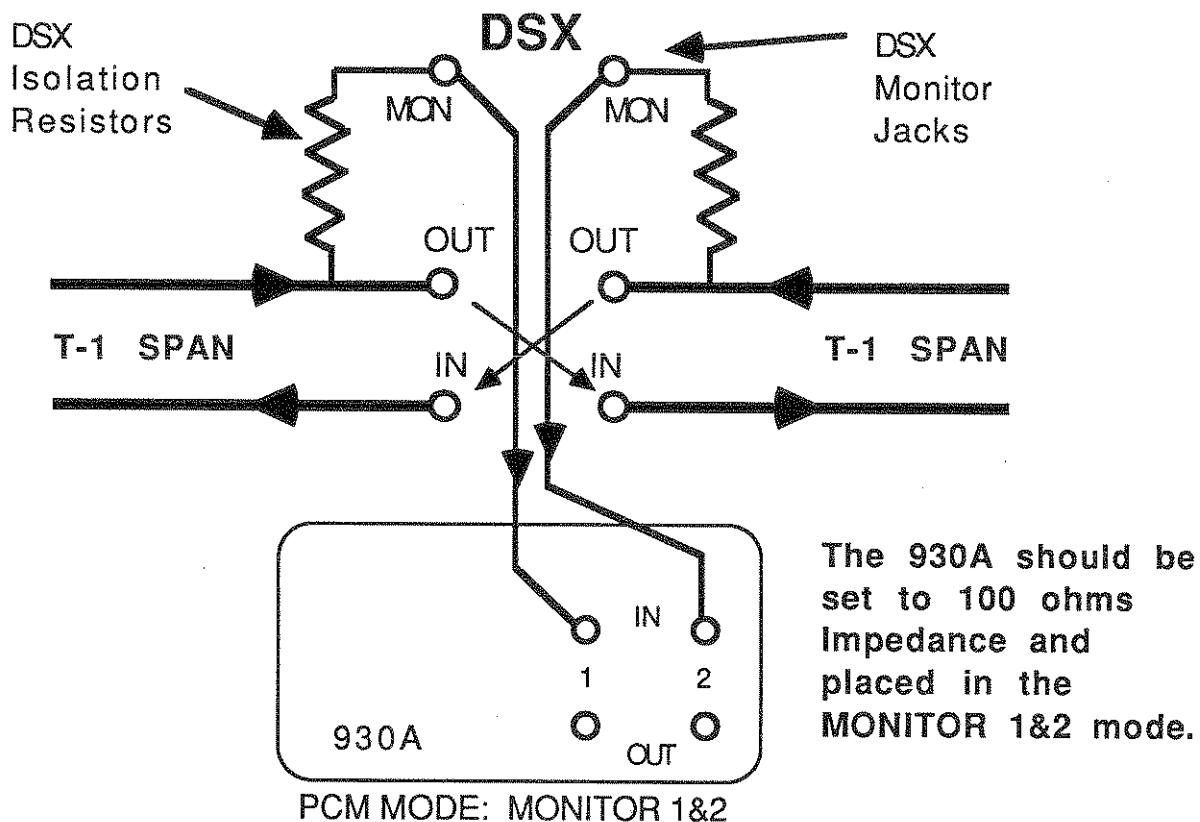 DSX
Isolation
Resistors
DSX
DSX
Monitor
Jacks
MON
MON
OUT
OUT
T-1 SPAN
T-1 SPAN
IN
IN
The 930A should be
set to 100 ohms
Impedance and
placed in the
MONITOR 1&2 mode.
IN
1
2
930A
OUT
PCM MODE: MONITOR 1&2